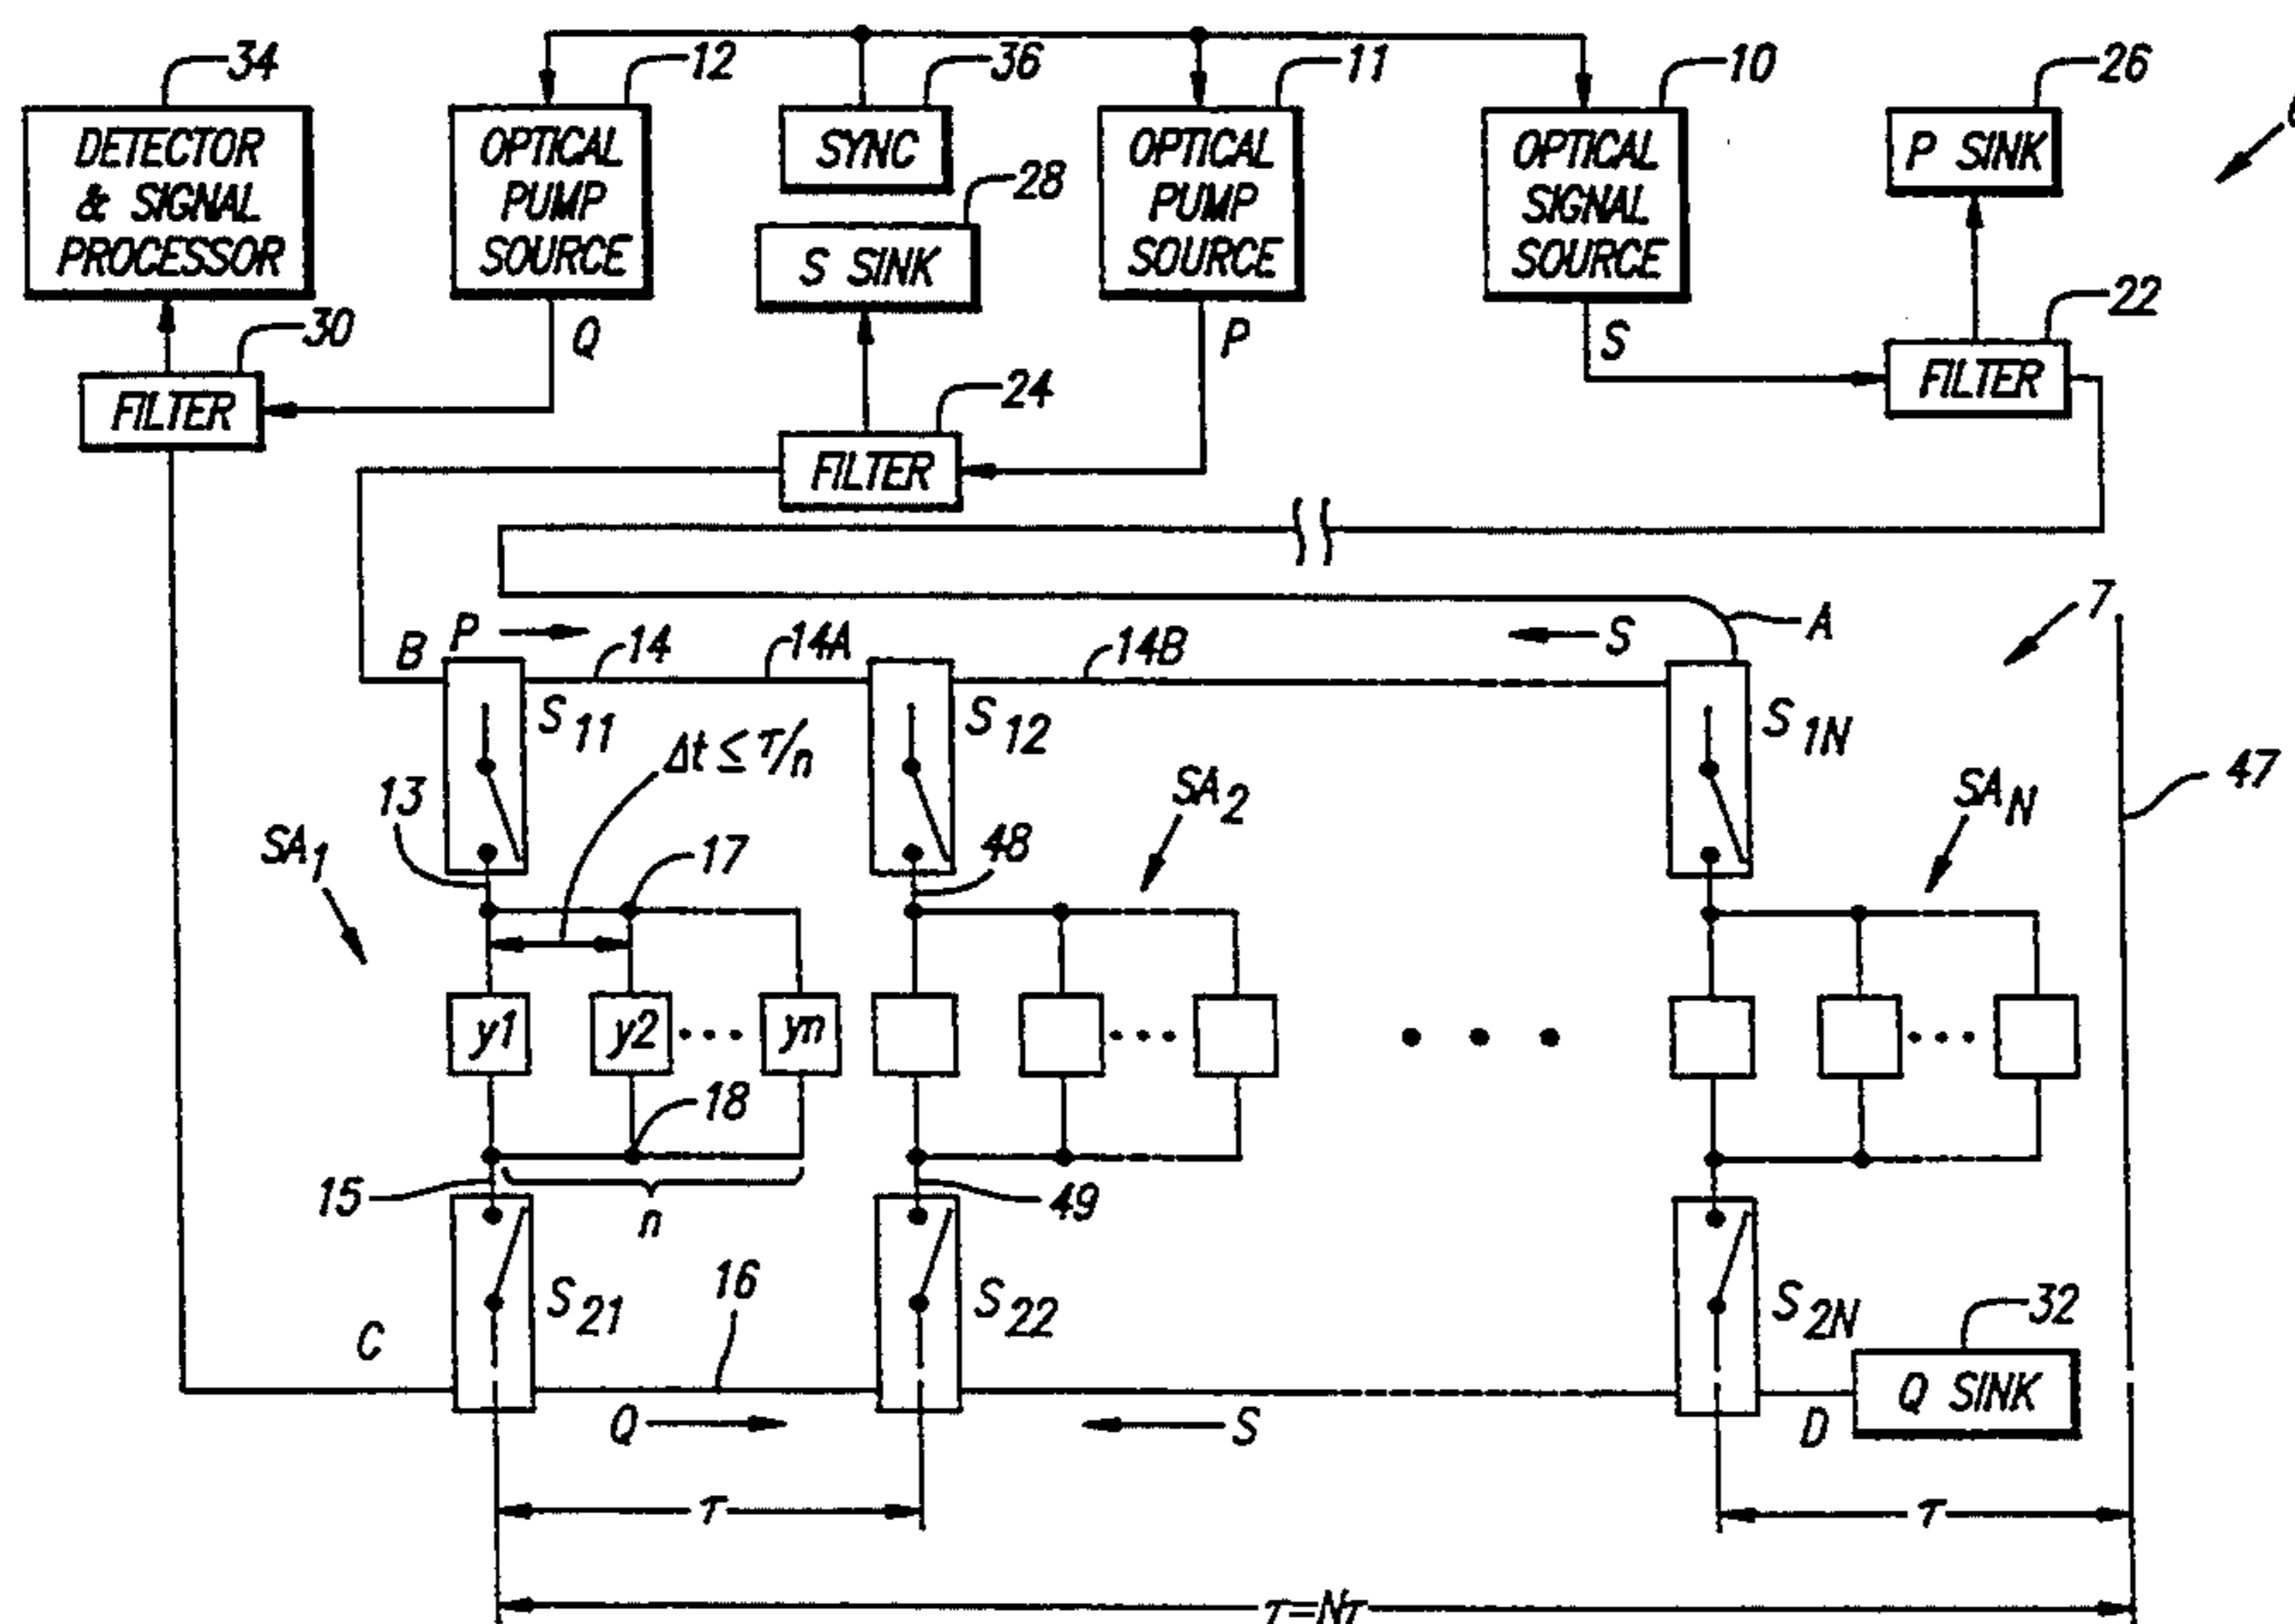 34
12
36
11
10
26
DETECTOR
& SIGNAL
PROCESSOR
OPTICAL
PUMP
SOURCE
SYNC
28
S SINK
OPTICAL
PUMP
SOURCE
OPTICAL
SIGNAL
SOURCE
P SINK
30
Q
P
S
22
FILTER
24
FILTER
FILTER
B
P
14
14A
14B
S
A
7
S11
S12
S1N
Δt ≤ τ/n
13
SA1
17
48
SA2
SAN
47
y1
y2 • • •
yn
• • •
• • •
• • •
18
15
n
49
S21
16
S22
S2N
32
C
Q
S
D
Q SINK
τ
τ
τ=Nτ